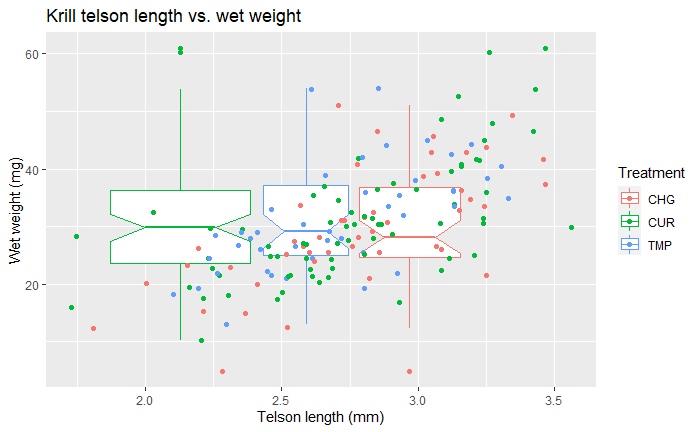 Krill telson length vs. wet weight
Wet weight (mg)
60
40
20
2.0
2.5
3.0
3.5
Telson length (mm)
Treatment
CHG
CUR
TMP